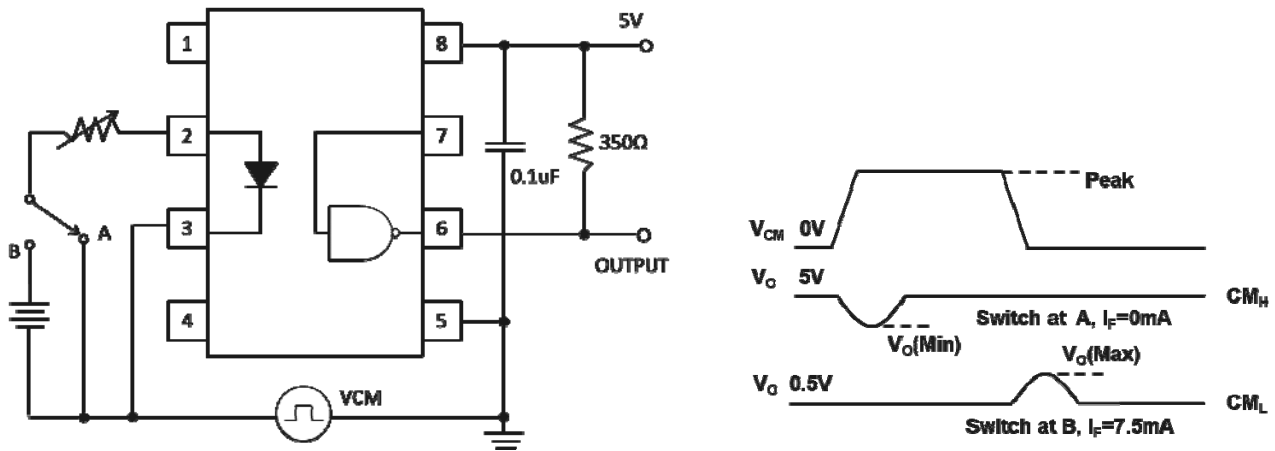 1
8
5V
2
7
350Ω
0.1uF
3
6
A
B
OUTPUT
4
5
VCM
Peak
VCM 0V
VO 5V
CMH
Switch at A, IF=0mA
VO(Min)
VO(Max)
VO 0.5V
CML
Switch at B, IF=7.5mA